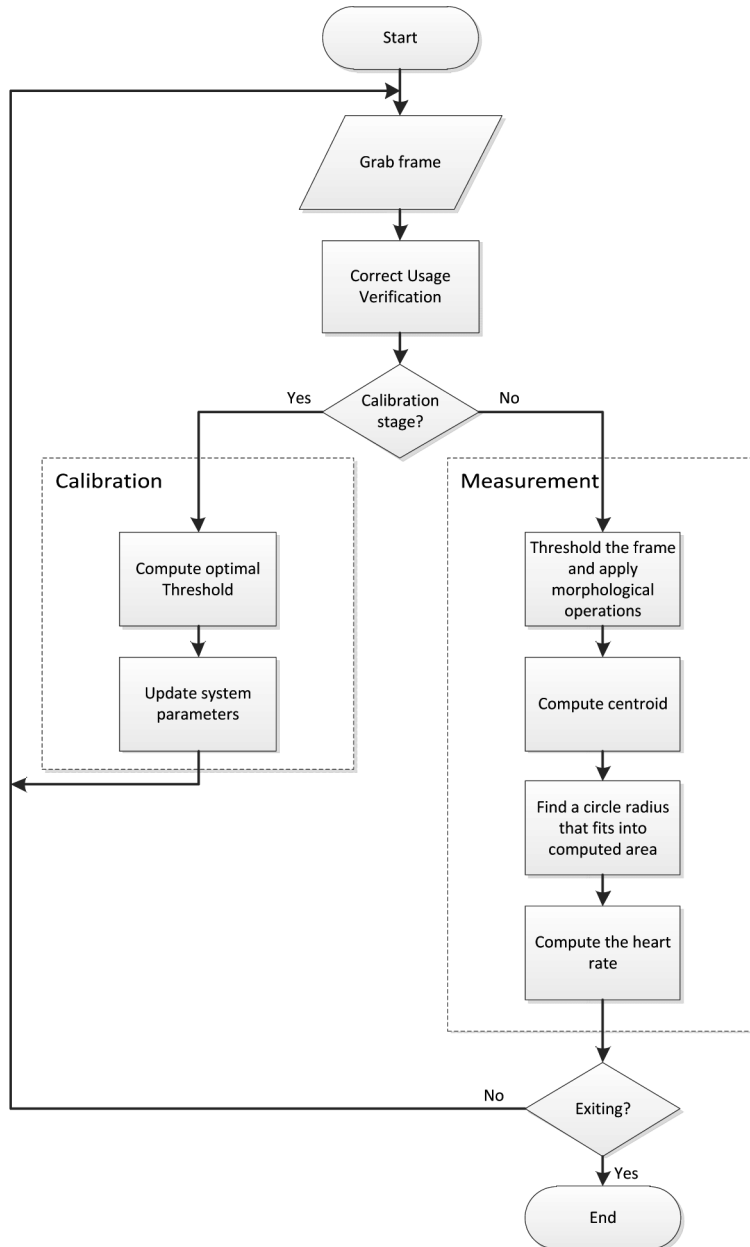 Start
Grab frame
Correct Usage
Verification
Calibration
stage?
Yes
No
Calibration
Compute optimal
Threshold
Update system
parameters
Measurement
Threshold the frame
and apply
morphological
operations
Compute centroid
Find a circle radius
that fits into
computed area
Compute the heart
rate
Exiting?
No
Yes
End